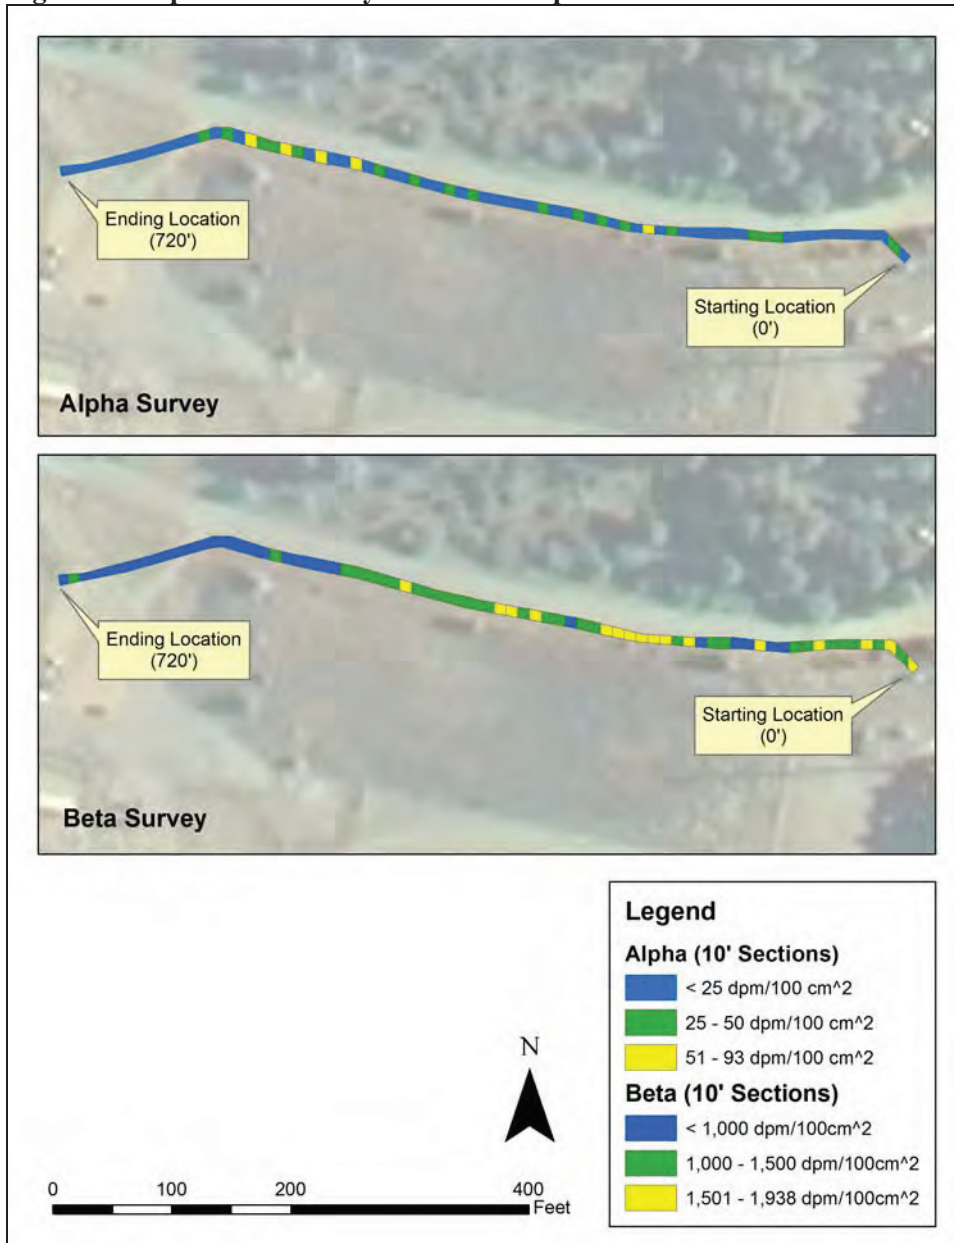 Ending Location
(720')
Starting Location
(0')
Alpha Survey
Ending Location
(720')
Starting Location
(0')
Beta Survey
Legend
Alpha (10' Sections)
< 25 dpm/100 cm^2
25 - 50 dpm/100 cm^2
51 - 93 dpm/100 cm^2
Beta (10' Sections)
< 1,000 dpm/100cm^2
1,000 - 1,500 dpm/100cm^2
1,501 - 1,938 dpm/100cm^2
N
0 100 200 400
Feet